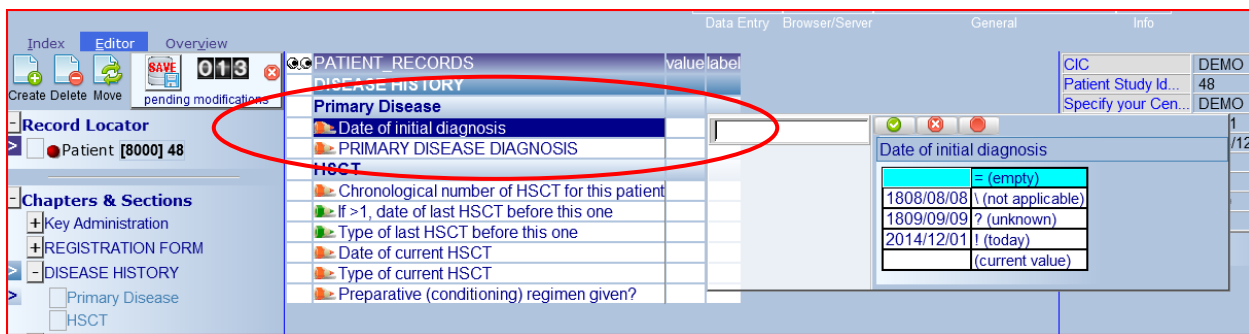 Data Entry Browser/Server General Info
Index Editor Overview
Create Delete Move
SAVE 013
pending modifications
Record Locator
Patient [8000] 48
Chapters & Sections
Key Administration
REGISTRATION FORM
DISEASE HISTORY
Primary Disease
HSCT
PATIENT_RECORDS value label
DISEASE HISTORY
Primary Disease
Date of initial diagnosis
PRIMARY DISEASE DIAGNOSIS
HSCT
Chronological number of HSCT for this patient
If >1, date of last HSCT before this one
Type of last HSCT before this one
Date of current HSCT
Type of current HSCT
Preparative (conditioning) regimen given?
Date of initial diagnosis
= (empty)
1808/08/08 \ (not applicable)
1809/09/09 ? (unknown)
2014/12/01 ! (today)
(current value)
CIC DEMO
Patient Study Id... 48
Specify your Cen... DEMO
1
/12